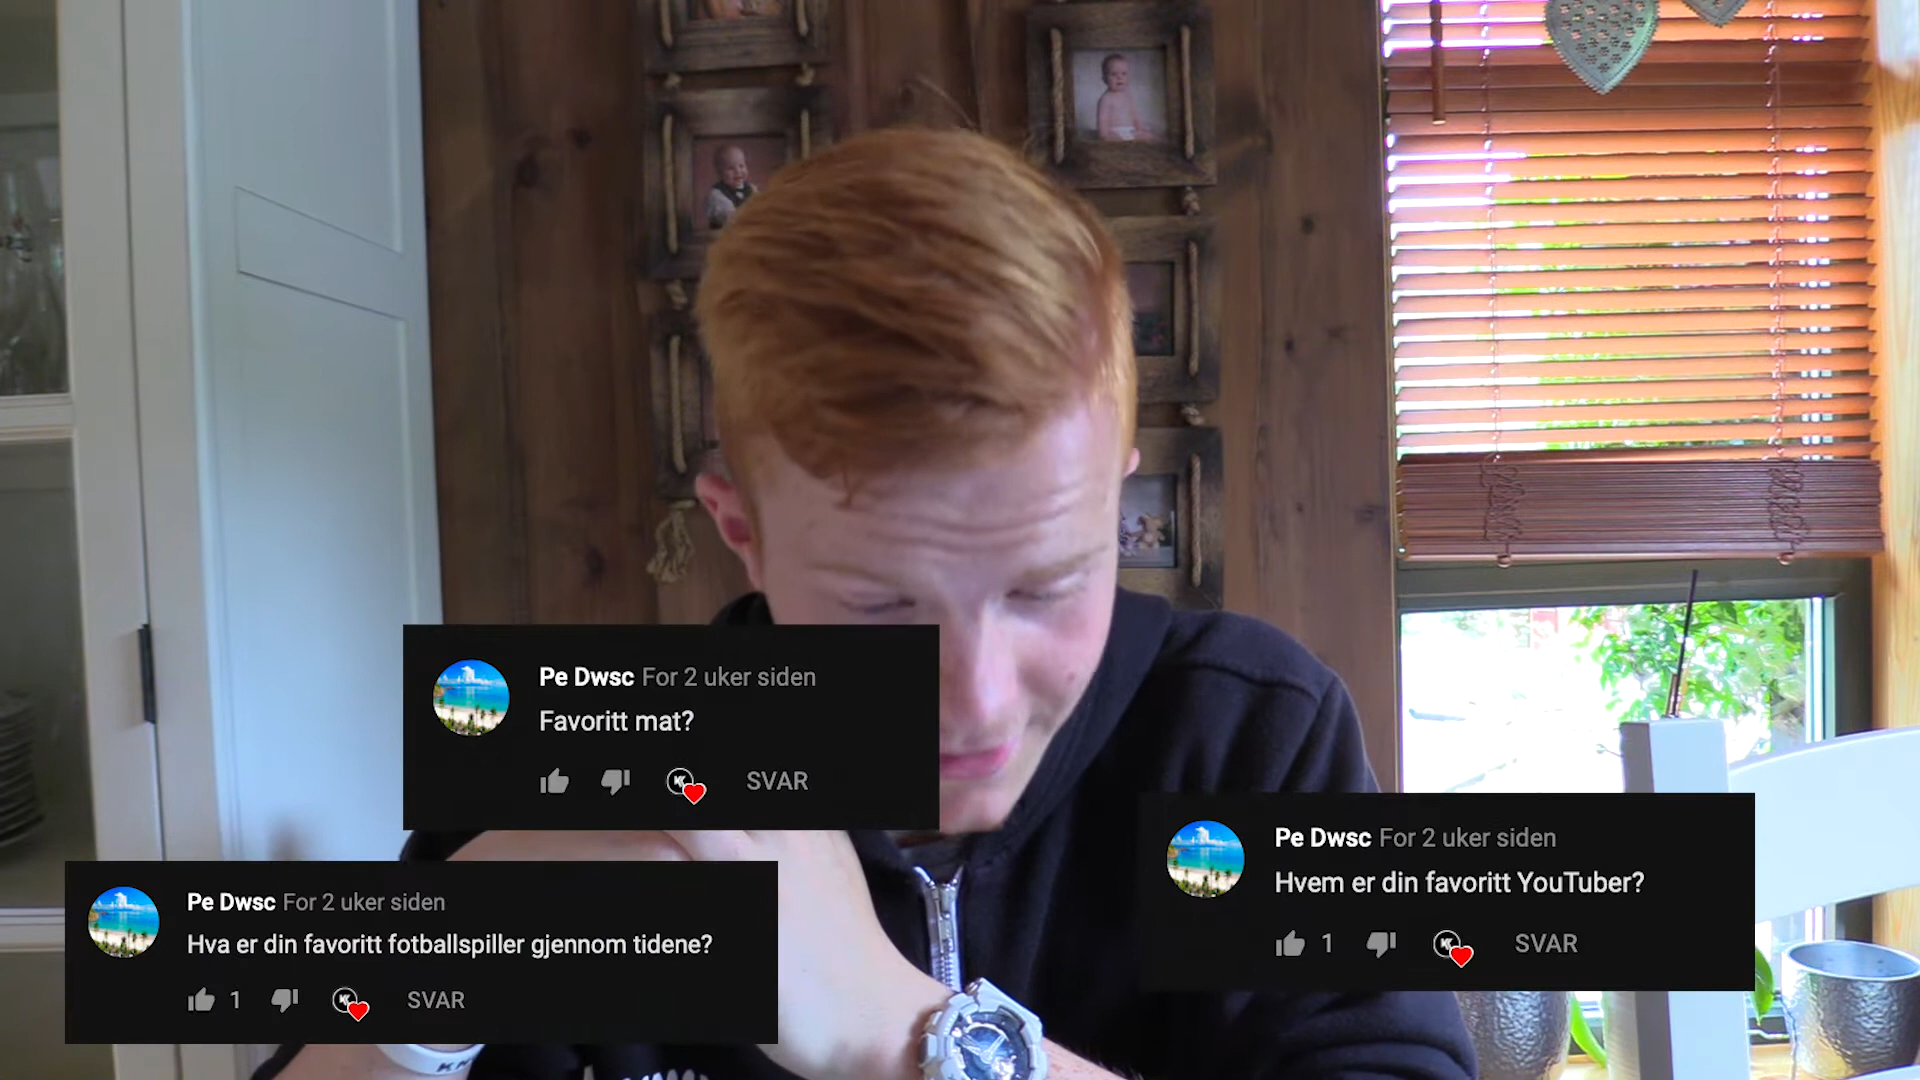 Pe Dwsc For 2 uker siden
Favoritt mat?
SVAR
Pe Dwsc For 2 uker siden
Hvem er din favoritt YouTuber?
1 SVAR
Pe Dwsc For 2 uker siden
Hva er din favoritt fotballspiller gjennom tidene?
1 SVAR